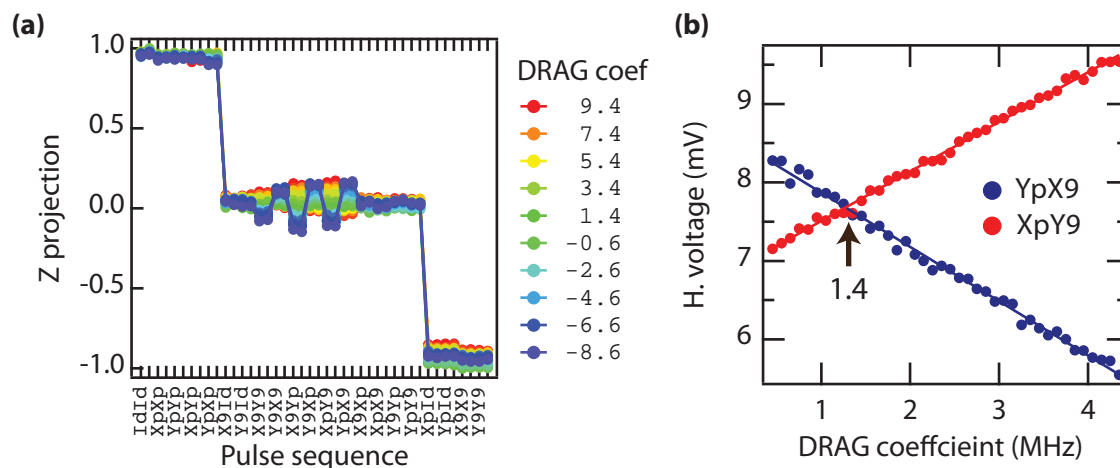 (a)
1.0
0.5
0.0
-0.5
-1.0
Z projection
IdId
XpXp
YpYp
XpYp
YpXp
X9Id
Y9Id
X9Y9
Y9X9
X9Yp
Y9Xp
XpY9
YpX9
X9Xp
XpX9
Y9Yp
YpY9
XpId
YpId
X9X9
Y9Y9
Pulse sequence
DRAG coef
9.4
7.4
5.4
3.4
1.4
-0.6
-2.6
-4.6
-6.6
-8.6
(b)
9
8
7
6
H. voltage (mV)
YpX9
XpY9
1.4
1
2
3
4
DRAG coeffcieint (MHz)